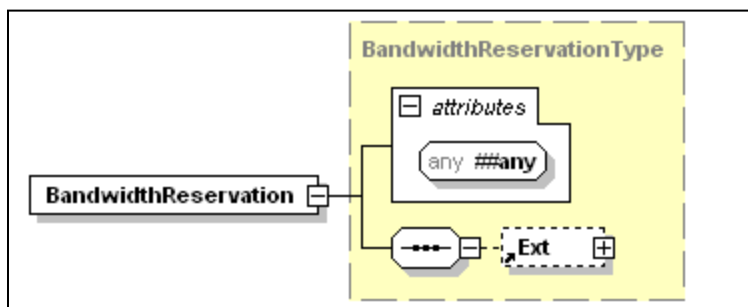 BandwidthReservationType
attributes
any ##any
BandwidthReservation
Ext